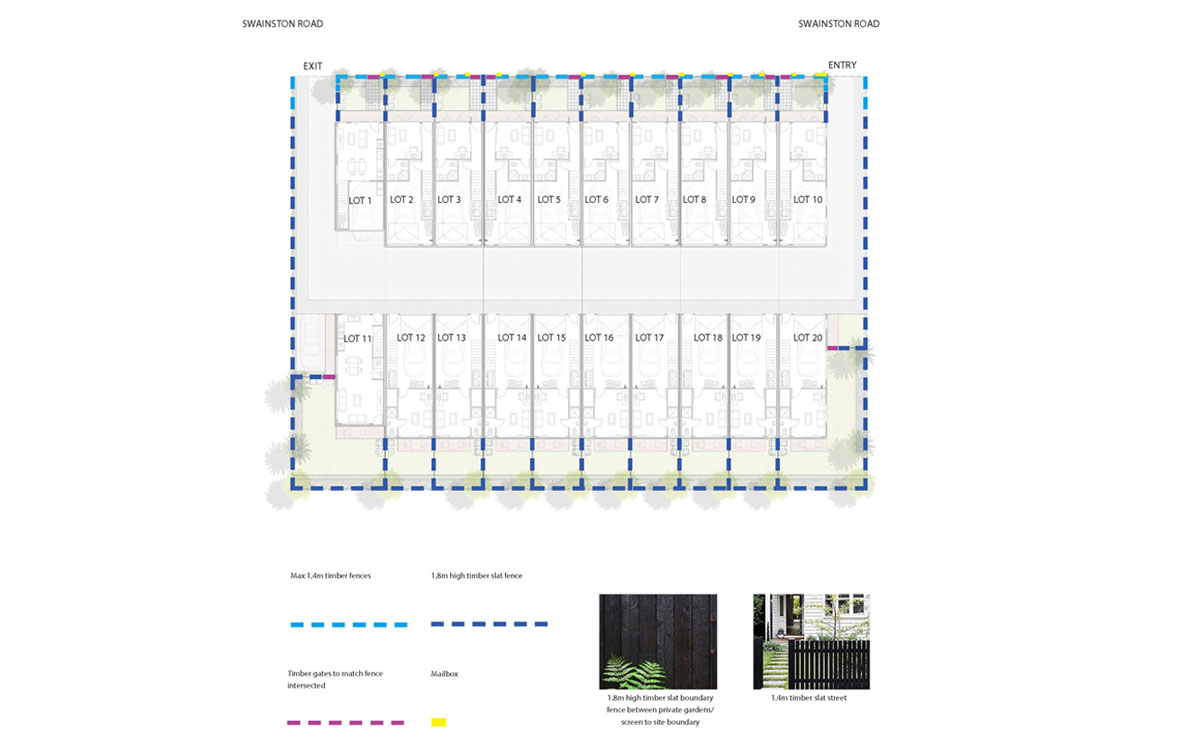 SWAINSTON ROAD
SWAINSTON ROAD
EXIT
ENTRY
LOT 1
LOT 2
LOT 3
LOT 4
LOT 5
LOT 6
LOT 7
LOT 8
LOT 9
LOT 10
LOT 11
LOT 12
LOT 13
LOT 14
LOT 15
LOT 16
LOT 17
LOT 18
LOT 19
LOT 20
Max 1.4m timber fences
1.8m high timber slat fence
Timber gates to match fence
intersected
Mailbox
1.8m high timber slat boundary
fence between private gardens/
screen to site boundary
1.4m timber slat street